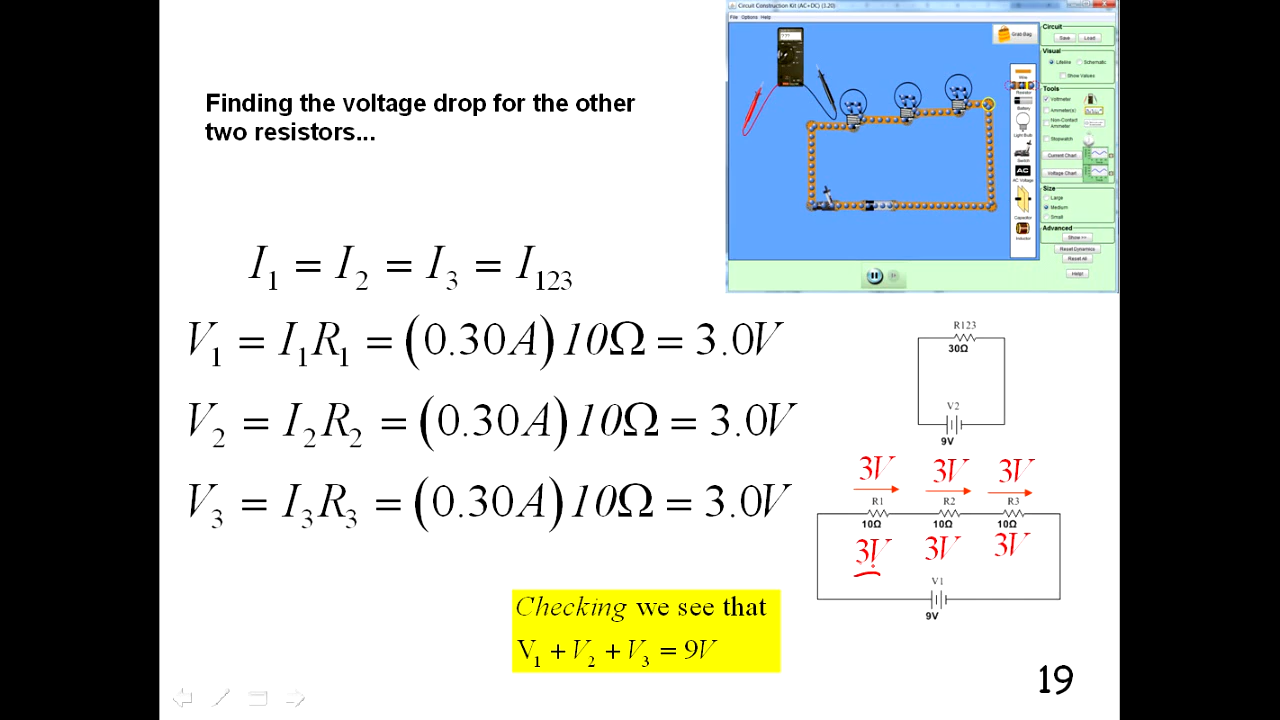 Circuit Construction Kit (AC+DC) (3.20)
File Options Help
Grab Bag
Wire
Resistor
Battery
Light Bulb
Switch
AC
AC Voltage
Capacitor
Inductor
Circuit
Save Load
Visual
Lifelike Schematic
Show Values
Tools
Voltmeter
Ammeter(s)
Non-Contact
Ammeter
Stopwatch
Current Chart
Voltage Chart
Size
Large
Medium
Small
Advanced
Show >>
Reset Dynamics
Reset All
Help!
Finding the voltage drop for the other
two resistors...
I₁ = I₂ = I₃ = I₁₂₃
V₁ = I₁R₁ = (0.30A)10Ω = 3.0V
V₂ = I₂R₂ = (0.30A)10Ω = 3.0V
V₃ = I₃R₃ = (0.30A)10Ω = 3.0V
R123
30Ω
V2
9V
3V 3V 3V
R1 R2 R3
10Ω 10Ω 10Ω
3V 3V 3V
V1
9V
Checking we see that
V₁ + V₂ + V₃ = 9V
19